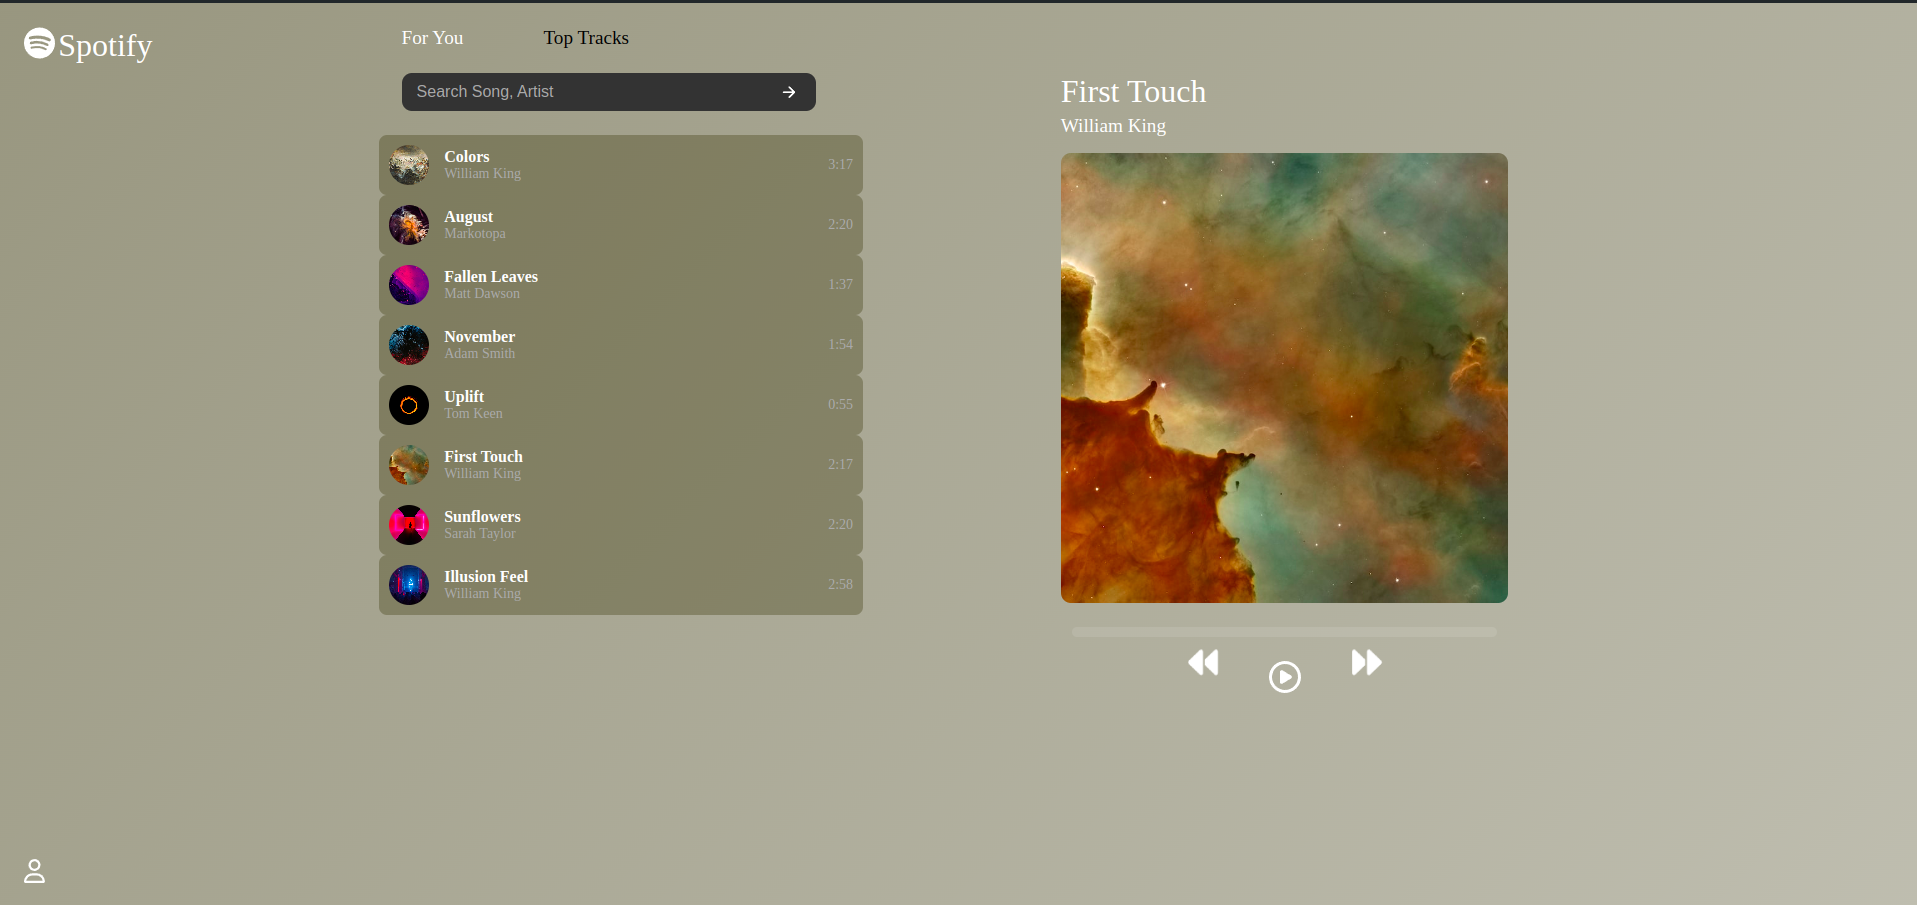 Spotify
For You
Top Tracks
Search Song, Artist
Colors
William King
3:17
August
Markotopa
2:20
Fallen Leaves
Matt Dawson
1:37
November
Adam Smith
1:54
Uplift
Tom Keen
0:55
First Touch
William King
2:17
Sunflowers
Sarah Taylor
2:20
Illusion Feel
William King
2:58
First Touch
William King